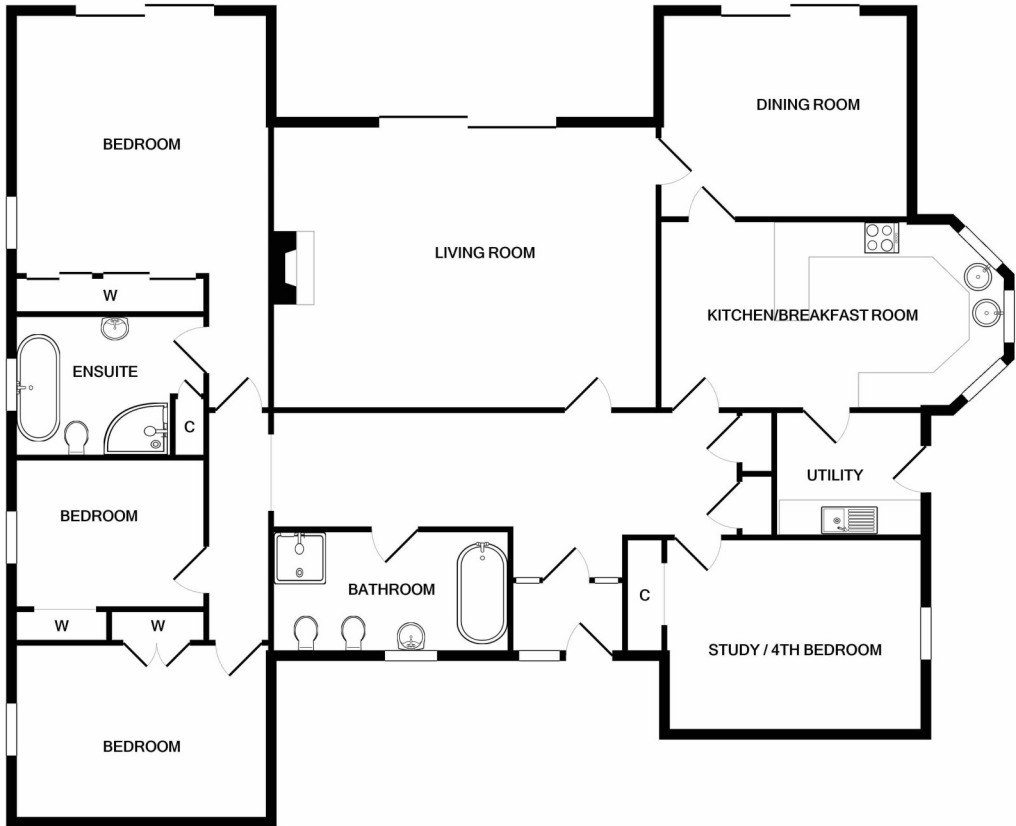 DINING ROOM
BEDROOM
LIVING ROOM
W
KITCHEN/BREAKFAST ROOM
ENSUITE
C
UTILITY
BEDROOM
BATHROOM
C
W
W
STUDY / 4TH BEDROOM
BEDROOM